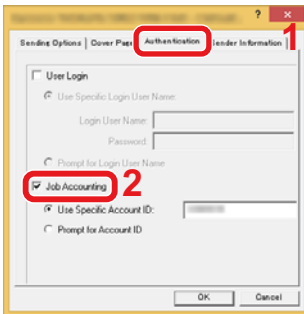 ?
Sending Options Cover Page Authentication Sender Information 1
User Login
Use Specific Login User Name:
Login User Name:
Password:
Prompt for Login User Name
Job Accounting 2
Use Specific Account ID:
Prompt for Account ID
OK Cancel